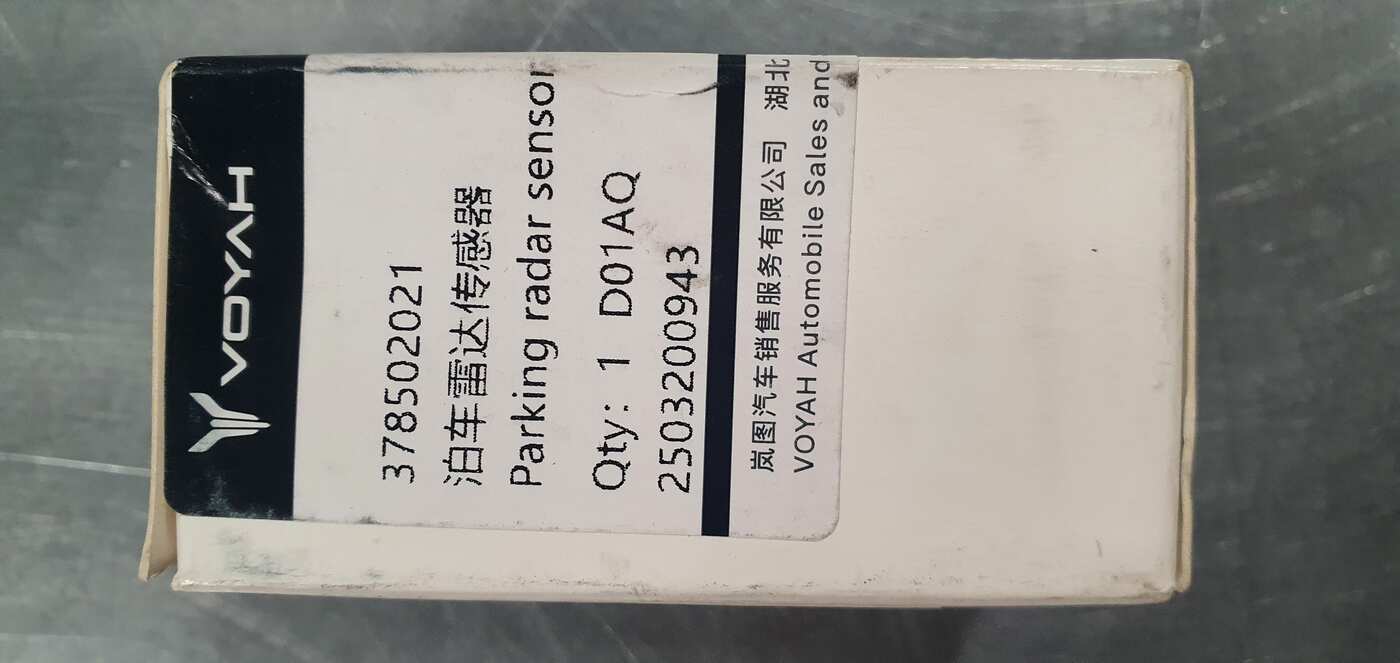 VOYAH
378502021
泊车雷达传感器
Parking radar sensor
Qty: 1 D01AQ
2503200943
岚图汽车销售服务有限公司 湖北
VOYAH Automobile Sales and